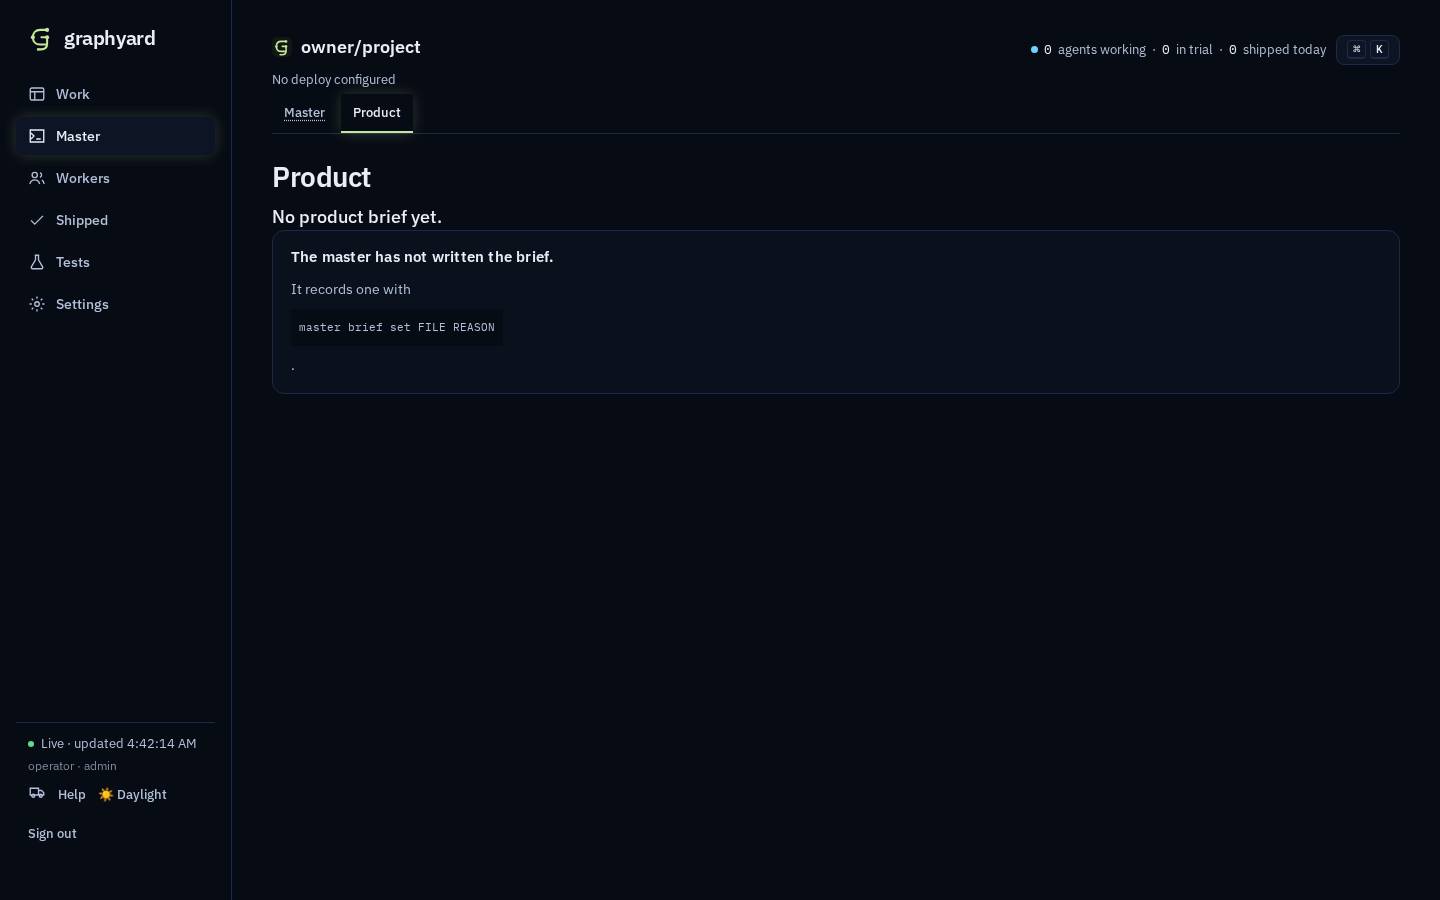 graphyard
Work
Master
Workers
Shipped
Tests
Settings
Live · updated 4:42:14 AM
operator · admin
Help ☀️ Daylight
Sign out
owner/project
0 agents working · 0 in trial · 0 shipped today ⌘ K
No deploy configured
Master Product
Product
No product brief yet.
The master has not written the brief.
It records one with
master brief set FILE REASON
.